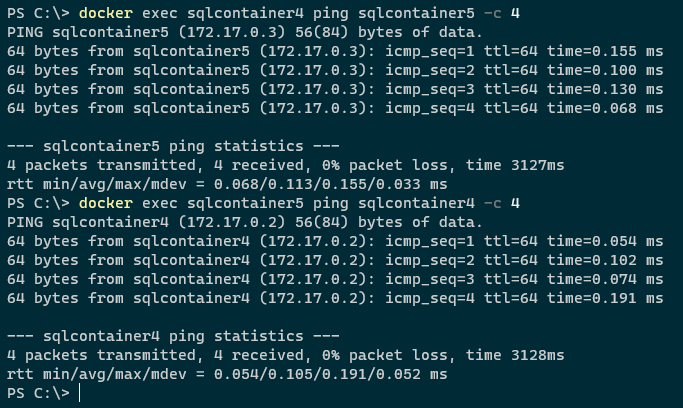 PS C:\> docker exec sqlcontainer4 ping sqlcontainer5 -c 4
PING sqlcontainer5 (172.17.0.3) 56(84) bytes of data.
64 bytes from sqlcontainer5 (172.17.0.3): icmp_seq=1 ttl=64 time=0.155 ms
64 bytes from sqlcontainer5 (172.17.0.3): icmp_seq=2 ttl=64 time=0.100 ms
64 bytes from sqlcontainer5 (172.17.0.3): icmp_seq=3 ttl=64 time=0.130 ms
64 bytes from sqlcontainer5 (172.17.0.3): icmp_seq=4 ttl=64 time=0.068 ms

--- sqlcontainer5 ping statistics ---
4 packets transmitted, 4 received, 0% packet loss, time 3127ms
rtt min/avg/max/mdev = 0.068/0.113/0.155/0.033 ms
PS C:\> docker exec sqlcontainer5 ping sqlcontainer4 -c 4
PING sqlcontainer4 (172.17.0.2) 56(84) bytes of data.
64 bytes from sqlcontainer4 (172.17.0.2): icmp_seq=1 ttl=64 time=0.054 ms
64 bytes from sqlcontainer4 (172.17.0.2): icmp_seq=2 ttl=64 time=0.102 ms
64 bytes from sqlcontainer4 (172.17.0.2): icmp_seq=3 ttl=64 time=0.074 ms
64 bytes from sqlcontainer4 (172.17.0.2): icmp_seq=4 ttl=64 time=0.191 ms

--- sqlcontainer4 ping statistics ---
4 packets transmitted, 4 received, 0% packet loss, time 3128ms
rtt min/avg/max/mdev = 0.054/0.105/0.191/0.052 ms
PS C:\>